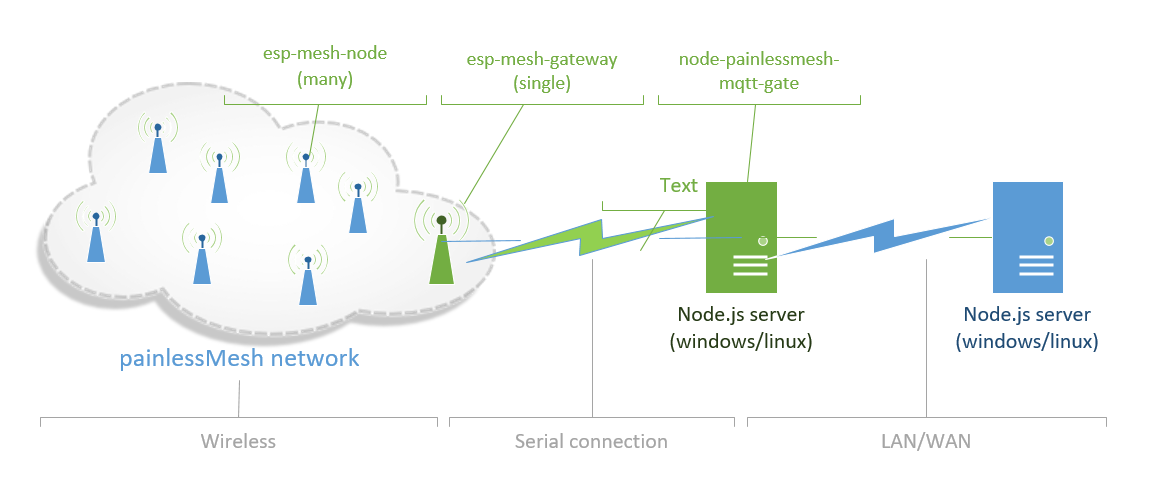 esp-mesh-node
(many)
esp-mesh-gateway
(single)
node-painlessmesh-
mqtt-gate
Text
Node.js server
(windows/linux)
Node.js server
(windows/linux)
painlessMesh network
Wireless
Serial connection
LAN/WAN